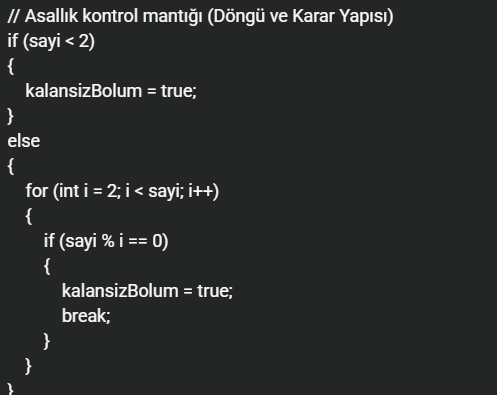 // Asallık kontrol mantığı (Döngü ve Karar Yapısı)
if (sayi < 2)
{
kalansizBolum = true;
}
else
{
for (int i = 2; i < sayi; i++)
{
if (sayi % i == 0)
{
kalansizBolum = true;
break;
}
}
}